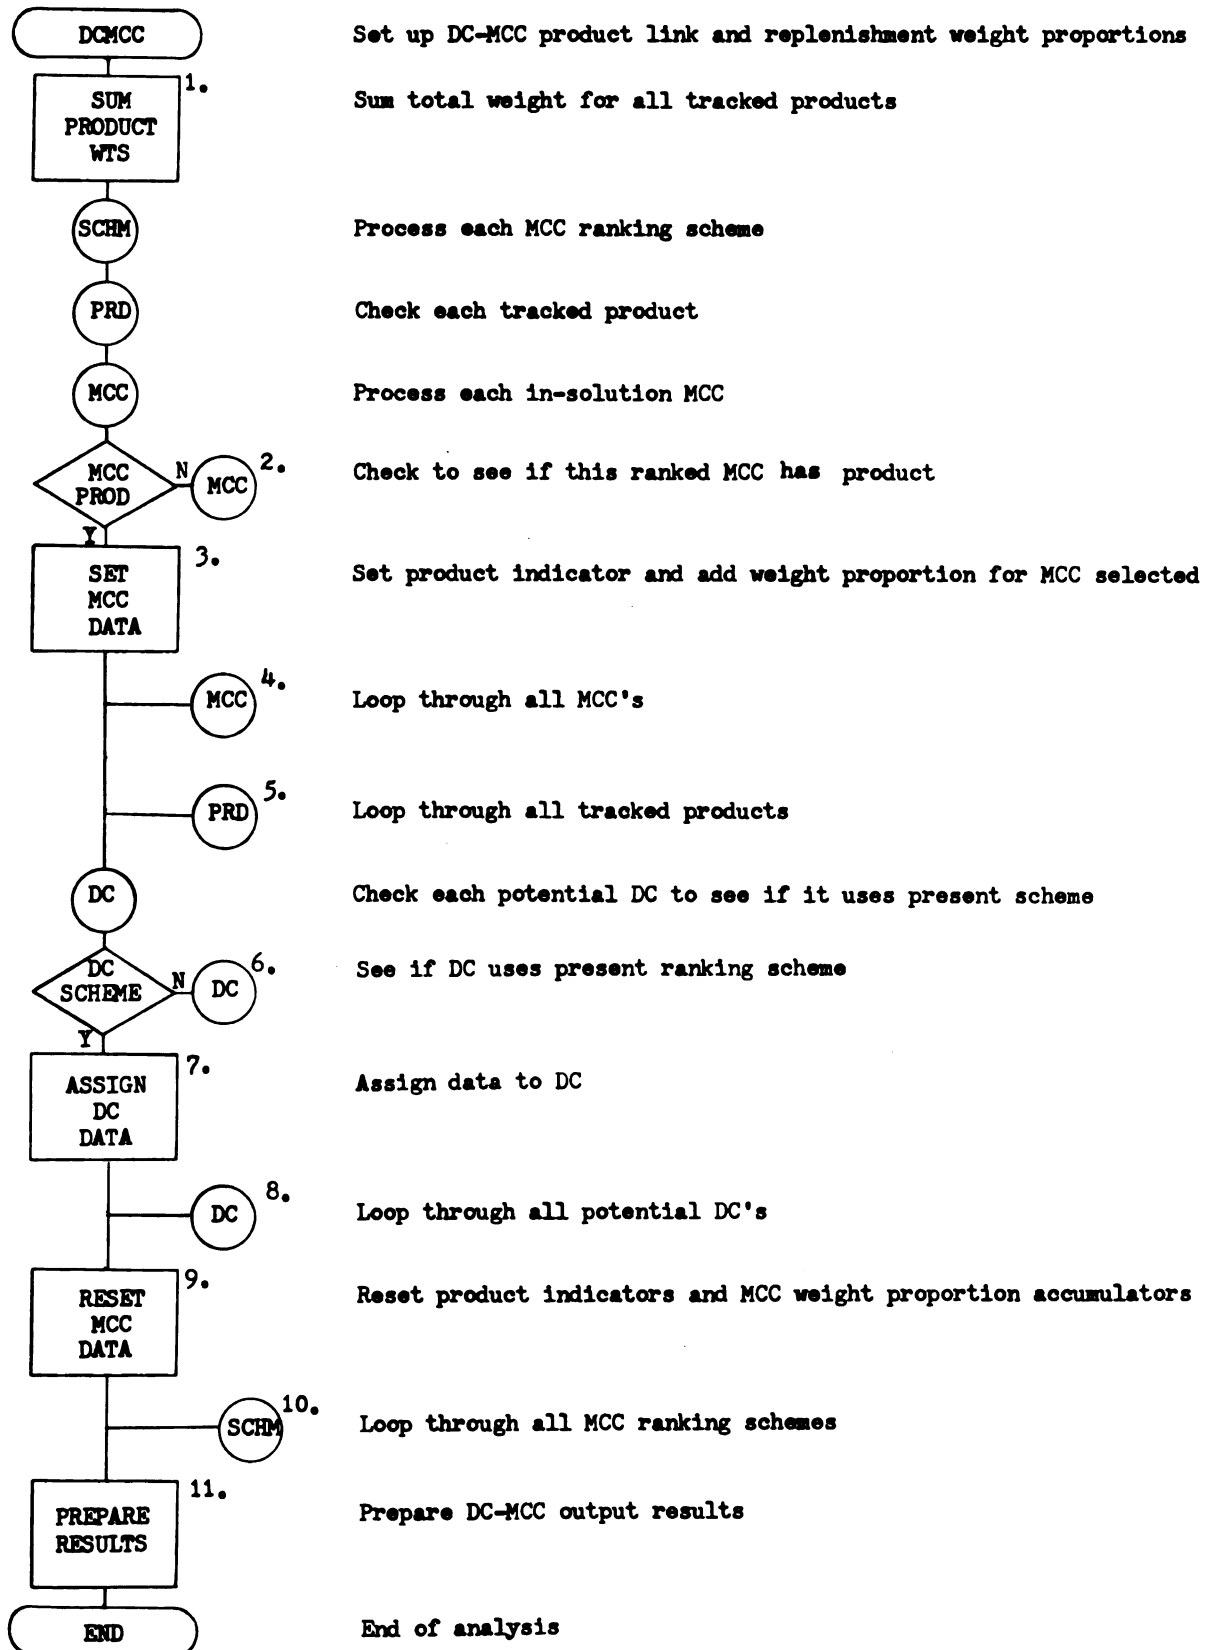 DCMCC Set up DC-MCC product link and replenishment weight proportions
1.
SUM Sum total weight for all tracked products
PRODUCT
WTS
SCHM Process each MCC ranking scheme
PRD Check each tracked product
MCC Process each in-solution MCC
MCC N MCC 2. Check to see if this ranked MCC has product
PROD
Y
3.
SET Set product indicator and add weight proportion for MCC selected
MCC
DATA
MCC 4. Loop through all MCC's
PRD 5. Loop through all tracked products
DC Check each potential DC to see if it uses present scheme
DC N DC 6. See if DC uses present ranking scheme
SCHEME
Y
7.
ASSIGN Assign data to DC
DC
DATA
DC 8. Loop through all potential DC's
9.
RESET Reset product indicators and MCC weight proportion accumulators
MCC
DATA
SCHM 10. Loop through all MCC ranking schemes
11.
PREPARE Prepare DC-MCC output results
RESULTS
END End of analysis